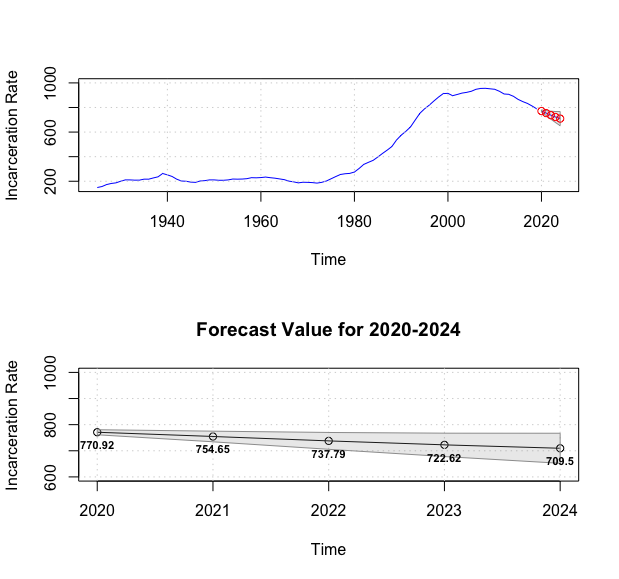 Incarceration Rate
1000
600
200
1940 1960 1980 2000 2020
Time
Forecast Value for 2020-2024
Incarceration Rate
1000
800
600
770.92 754.65 737.79 722.62 709.5
2020 2021 2022 2023 2024
Time